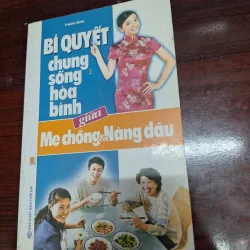 BÍ QUYẾT
chung
sống
hòa
bình
giữa
Mẹ chồng & Nàng dâu